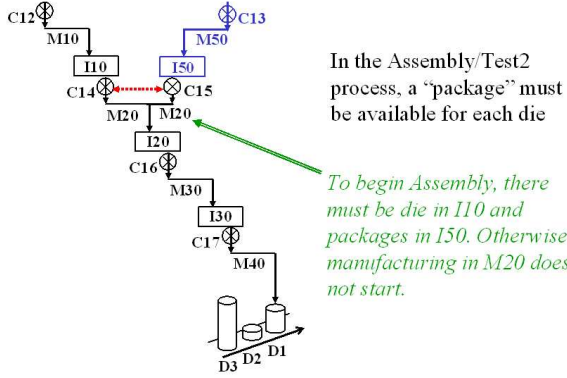 C12
C13
M10
M50
I10
I50
C14
C15
M20
M20
I20
C16
M30
I30
C17
M40
D1
D2
D3
In the Assembly/Test2
process, a “package” must
be available for each die
To begin Assembly, there
must be die in I10 and
packages in I50. Otherwise
manufacturing in M20 does
not start.